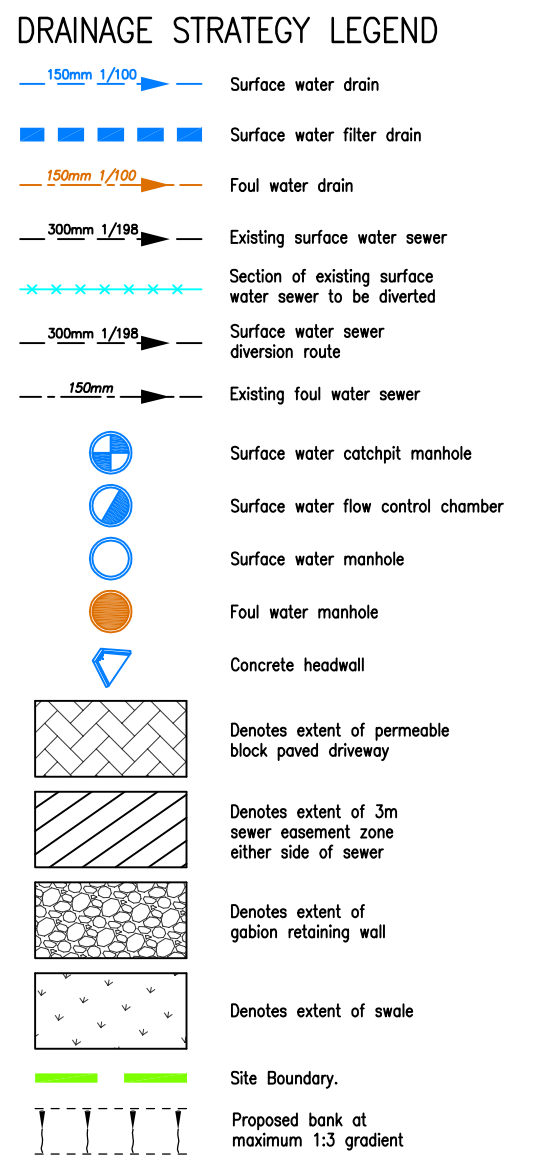 DRAINAGE STRATEGY LEGEND
150mm 1/100
Surface water drain
Surface water filter drain
150mm 1/100
Foul water drain
300mm 1/198
Existing surface water sewer
Section of existing surface
water sewer to be diverted
300mm 1/198
Surface water sewer
diversion route
150mm
Existing foul water sewer
Surface water catchpit manhole
Surface water flow control chamber
Surface water manhole
Foul water manhole
Concrete headwall
Denotes extent of permeable
block paved driveway
Denotes extent of 3m
sewer easement zone
either side of sewer
Denotes extent of
gabion retaining wall
Denotes extent of swale
Site Boundary.
Proposed bank at
maximum 1:3 gradient